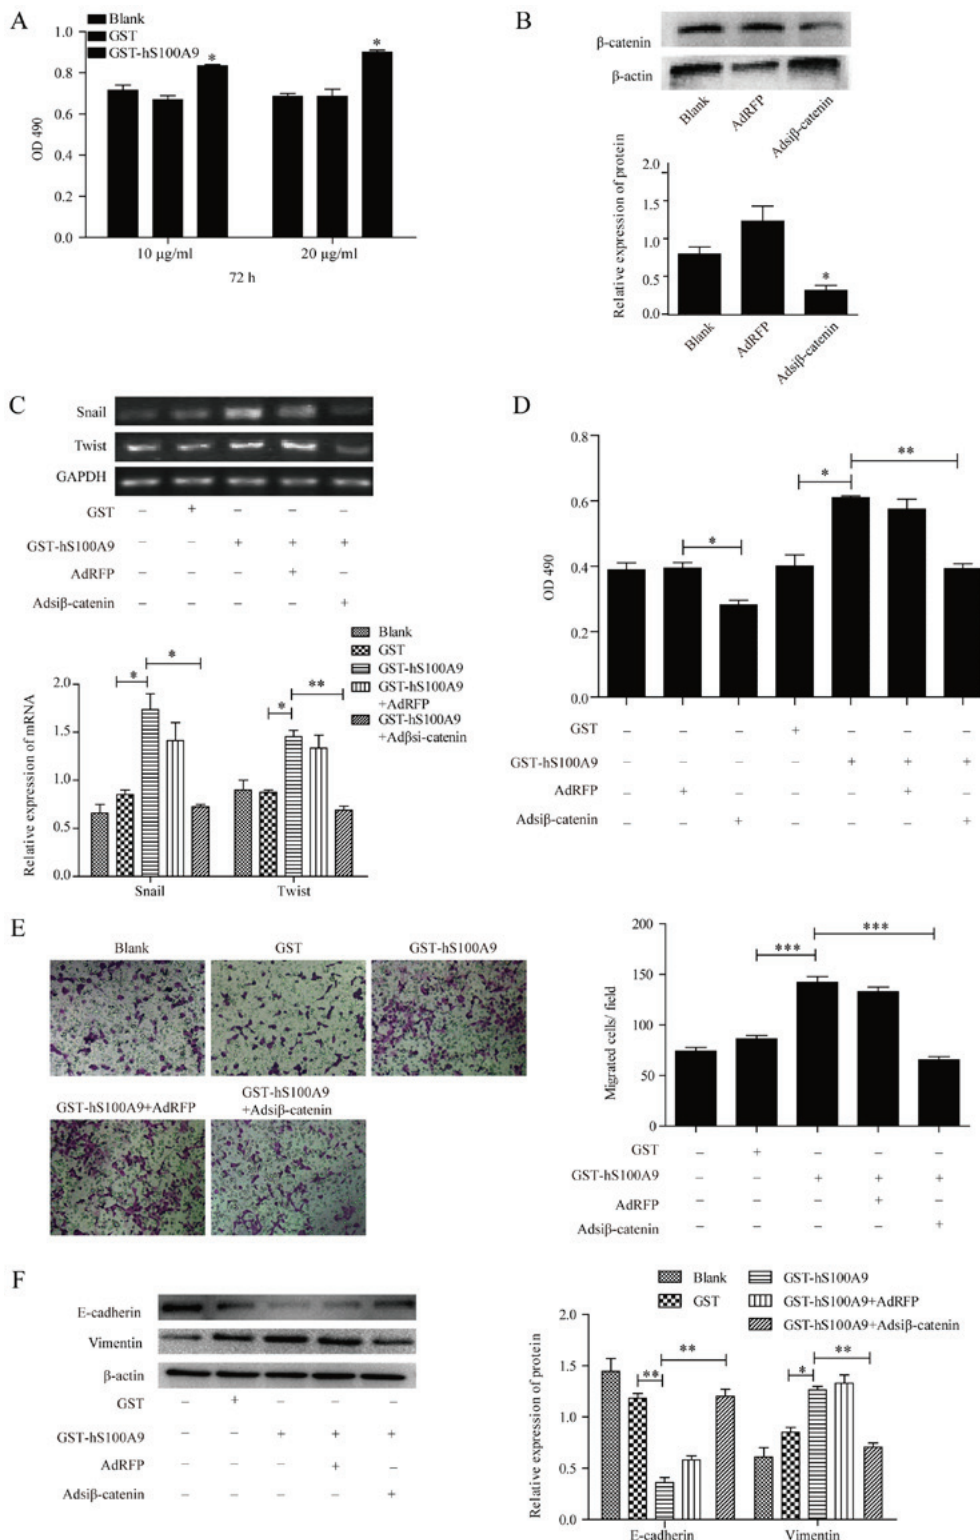 A
Blank
GST
GST-hS100A9
1.0
0.8
0.6
0.4
0.2
0.0
OD 490
*
*
10 μg/ml
20 μg/ml
72 h
B
β-catenin
β-actin
Blank
AdRFP
Adsiβ-catenin
Relative expression of protein
2.0
1.5
1.0
0.5
0.0
*
Blank
AdRFP
Adsiβ-catenin
C
Snail
Twist
GAPDH
GST – + – – –
GST-hS100A9 – – + + +
AdRFP – – – + –
Adsiβ-catenin – – – – +
Blank
GST
GST-hS100A9
GST-hS100A9
+AdRFP
GST-hS100A9
+Adβsi-catenin
Relative expression of mRNA
2.0
1.5
1.0
0.5
0.0
* *
* **
Snail
Twist
D
OD 490
0.8
0.6
0.4
0.2
0.0
* * **
GST – – – + – – –
GST-hS100A9 – – – – + + +
AdRFP – + – – – + –
Adsiβ-catenin – – + – – – +
E
Blank
GST
GST-hS100A9
GST-hS100A9+AdRFP
GST-hS100A9
+Adsiβ-catenin
Migrated cells/ field
200
150
100
50
0
*** ***
GST – + – – –
GST-hS100A9 – – + + +
AdRFP – – – + –
Adsiβ-catenin – – – – +
F
E-cadherin
Vimentin
β-actin
GST – + – – –
GST-hS100A9 – – + + +
AdRFP – – – + –
Adsiβ-catenin – – – – +
Blank
GST
GST-hS100A9
GST-hS100A9+AdRFP
GST-hS100A9+Adsiβ-catenin
Relative expression of protein
2.0
1.5
1.0
0.5
0.0
** **
* **
E-cadherin
Vimentin